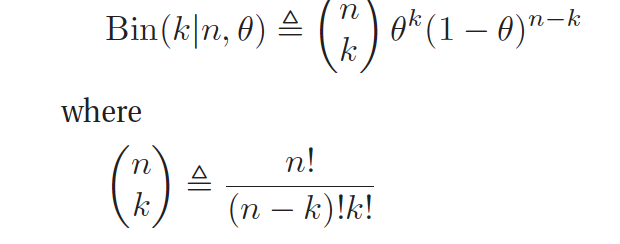 Bin(k|n, θ) ≜ (n k) θ^k (1 − θ)^{n−k}
where
(n k) ≜ n! / (n − k)!k!